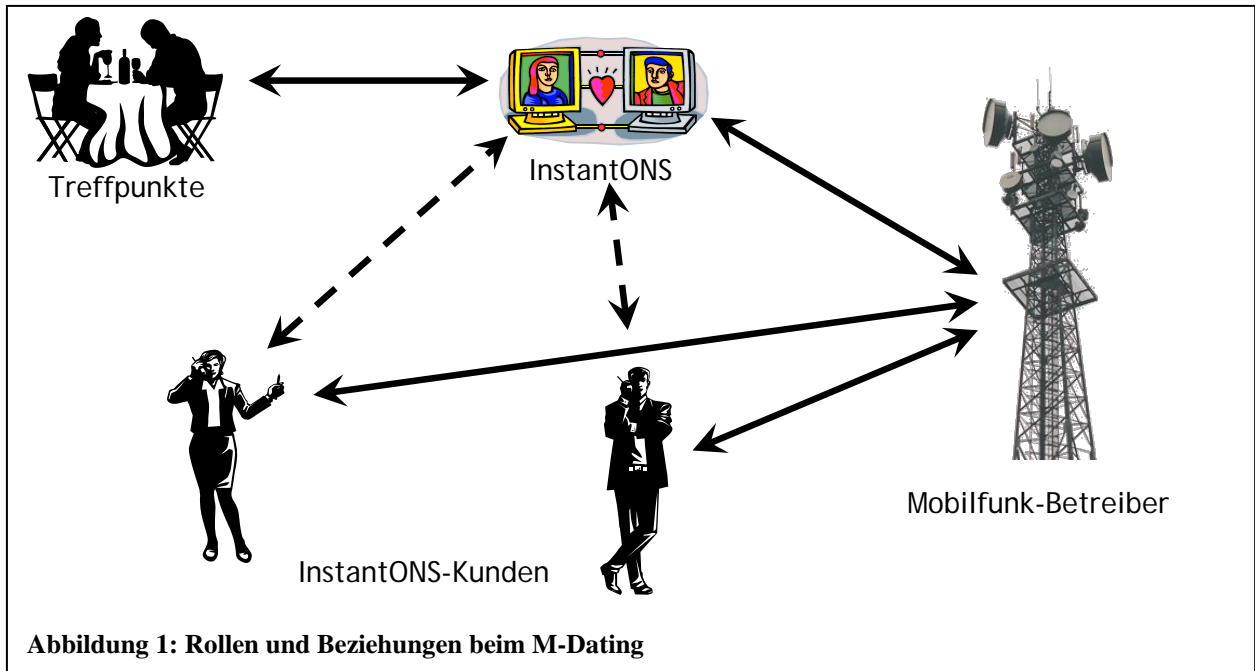 InstantONS
Treffpunkte
Mobilfunk-Betreiber
InstantONS-Kunden
Abbildung 1: Rollen und Beziehungen beim M-Dating